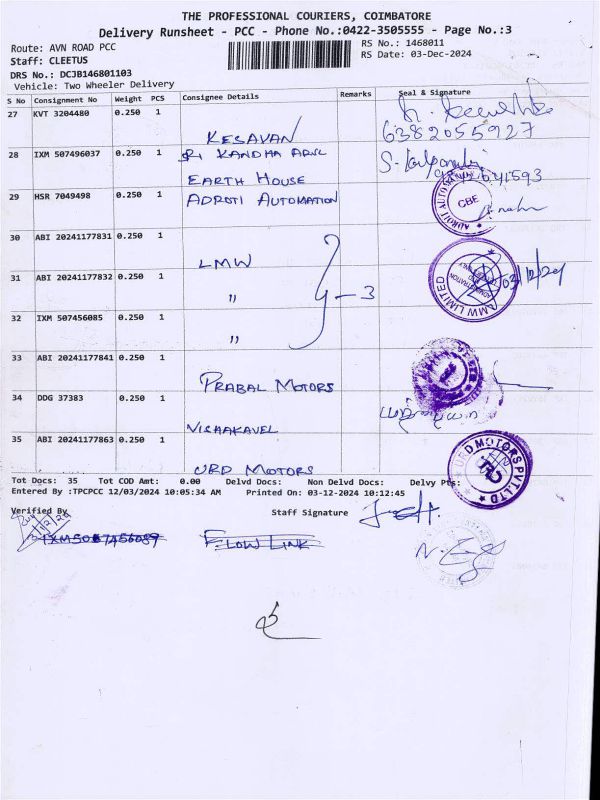 THE PROFESSIONAL COURIERS, COIMBATORE
Delivery Runsheet - PCC - Phone No.:0422-3505555 - Page No.:3
Route: AVN ROAD PCC
RS No.: 1468011
Staff: CLEETUS
RS Date: 03-Dec-2024
DRS No.: DCJB146801103
Vehicle: Two Wheeler Delivery
S No Consignment No Weight PCS Consignee Details Remarks Seal & Signature
27 KVT 3204480 0.250 1
KESAVAN
6382055927
28 IXM 507496037 0.250 1
EARTH HOUSE
29 HSR 7049498 0.250 1
ADROTI AUTOMATION
ADROIT AUTOMATION
CBE
30 ABI 20241177831 0.250 1
LMW
31 ABI 20241177832 0.250 1
"
- 3
03/12/24
LMW LIMITED
32 IXM 507456085 0.250 1
"
33 ABI 20241177841 0.250 1
PRABAL MOTORS
34 DDG 37383 0.250 1
VISHAKAVEL
35 ABI 20241177863 0.250 1
URD MOTORS
URD MOTORS PVT.LTD
Tot Docs: 35 Tot COD Amt: 0.00 Delvd Docs: Non Delvd Docs: Delvy Pts:
Entered By :TPCPCC 12/03/2024 10:05:34 AM Printed On: 03-12-2024 10:12:45
Verified By
Staff Signature
FLOW LINK